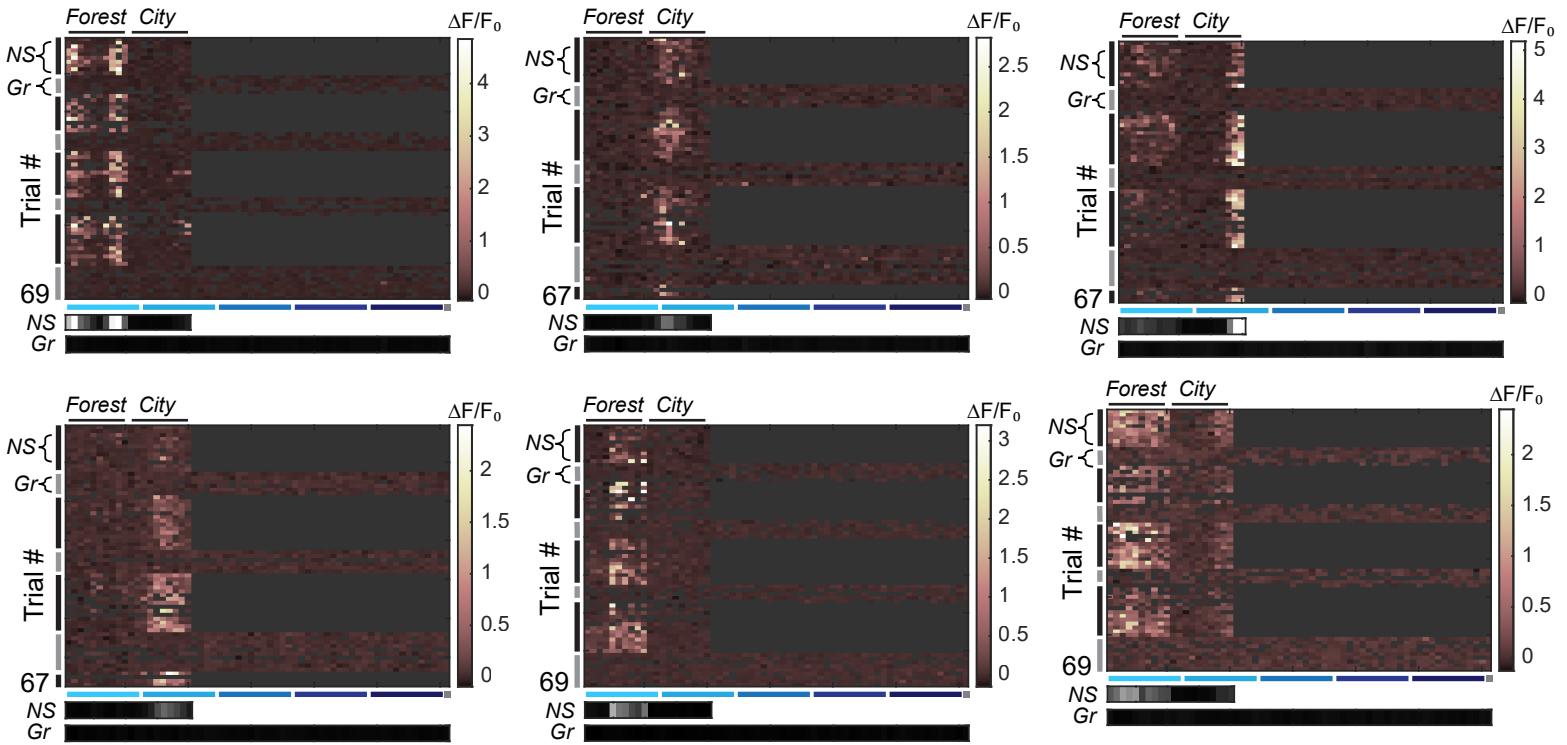 Forest City ΔF/F₀
NS
Gr
Trial #
69
4
3
2
1
0
NS
Gr
Forest City ΔF/F₀
NS
Gr
Trial #
67
2.5
2
1.5
1
0.5
0
NS
Gr
Forest City ΔF/F₀
NS
Gr
Trial #
67
5
4
3
2
1
0
NS
Gr
Forest City ΔF/F₀
NS
Gr
Trial #
67
2
1.5
1
0.5
0
NS
Gr
Forest City ΔF/F₀
NS
Gr
Trial #
69
3
2.5
2
1.5
1
0.5
0
NS
Gr
Forest City ΔF/F₀
NS
Gr
Trial #
69
2
1.5
1
0.5
0
NS
Gr